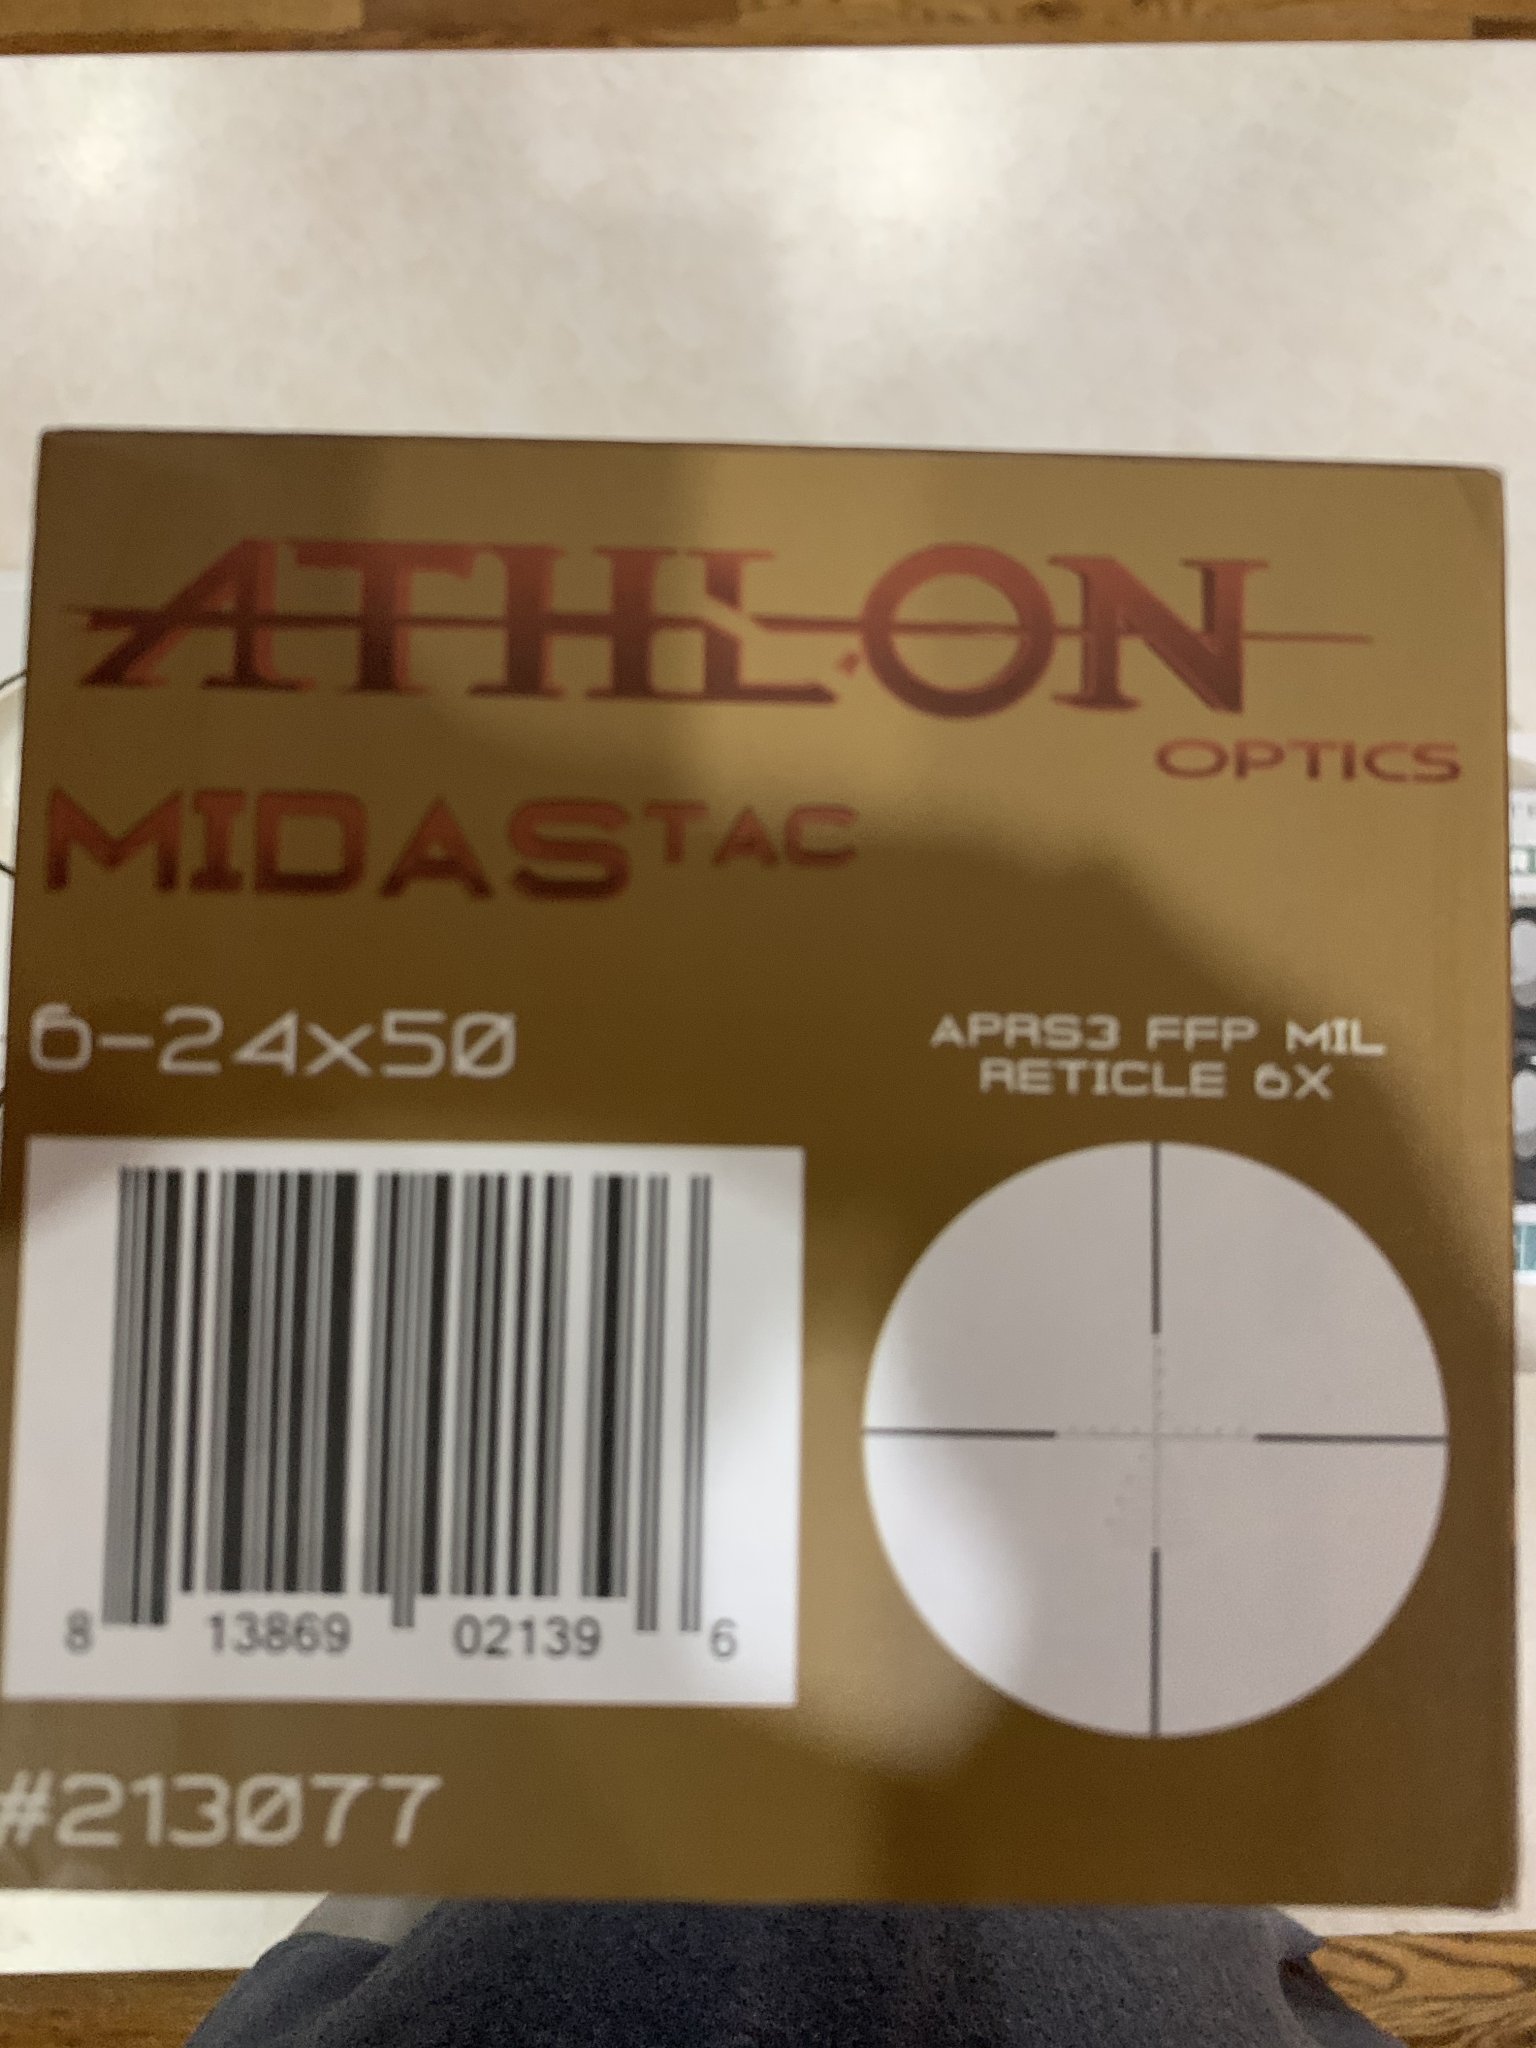 ATHLON
OPTICS
MIDAS TAC
6-24x50
APRS3 FFP MIL
RETICLE 6X
8 13869 02139 6
#213077